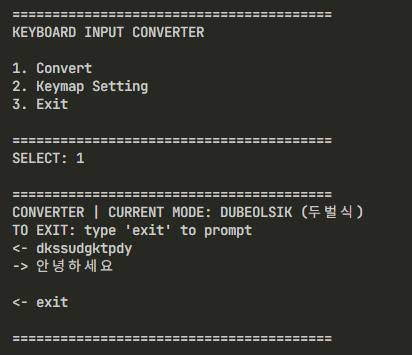 ========================================
KEYBOARD INPUT CONVERTER
1. Convert
2. Keymap Setting
3. Exit
========================================
SELECT: 1
========================================
CONVERTER | CURRENT MODE: DUBEOLSIK (두벌식)
TO EXIT: type 'exit' to prompt
<- dkssudgktpdy
-> 안녕하세요
<- exit
========================================